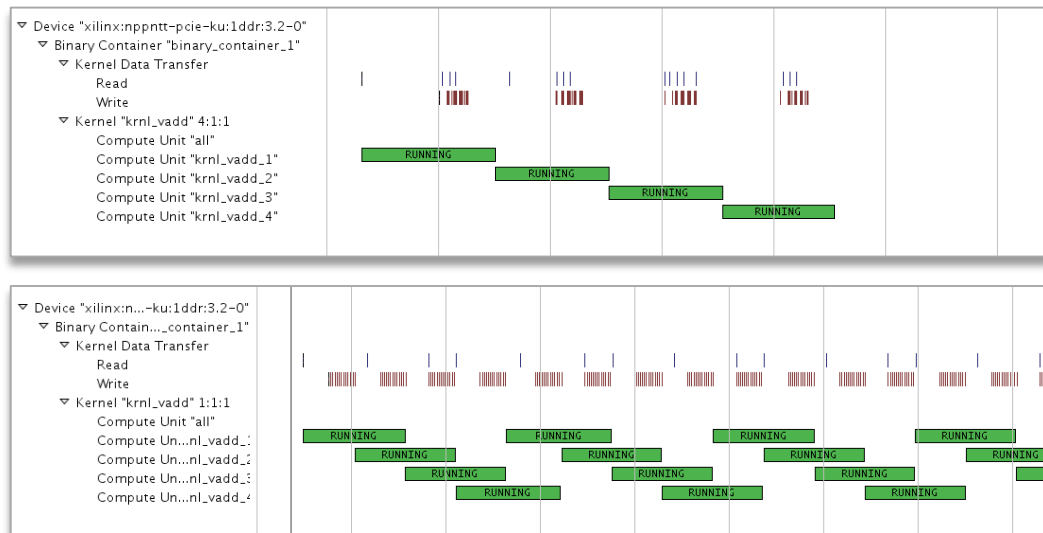 Device "xilinx:nppntt-pcie-ku:1ddr:3.2-0"
Binary Container "binary_container_1"
Kernel Data Transfer
Read
Write
Kernel "krnl_vadd" 4:1:1
Compute Unit "all"
Compute Unit "krnl_vadd_1" RUNNING
Compute Unit "krnl_vadd_2" RUNNING
Compute Unit "krnl_vadd_3" RUNNING
Compute Unit "krnl_vadd_4" RUNNING
Device "xilinx:n...-ku:1ddr:3.2-0"
Binary Contain..._container_1"
Kernel Data Transfer
Read
Write
Kernel "krnl_vadd" 1:1:1
Compute Unit "all"
Compute Un...nl_vadd_1 RUNNING RUNNING RUNNING RUNNING
Compute Un...nl_vadd_2 RUNNING RUNNING RUNNING RUNNING
Compute Un...nl_vadd_3 RUNNING RUNNING RUNNING
Compute Un...nl_vadd_4 RUNNING RUNNING RUNNING